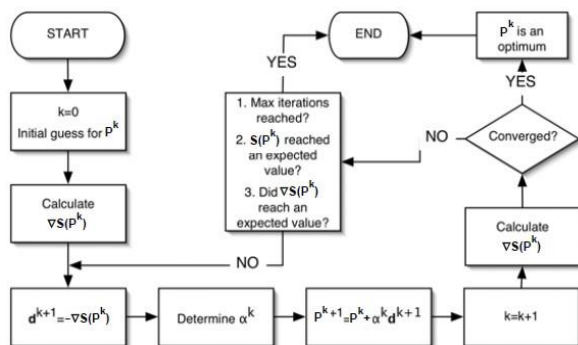 START
k=0
Initial guess for P^k
Calculate
∇S(P^k)
d^{k+1}=-∇S(P^k)
Determine α^k
P^{k+1}=P^k+α^k d^{k+1}
k=k+1
Calculate
∇S(P^k)
Converged?
YES
P^k is an
optimum
END
NO
1. Max iterations
reached?
2. S(P^k) reached
an expected
value?
3. Did ∇S(P^k)
reach an
expected value?
YES
NO